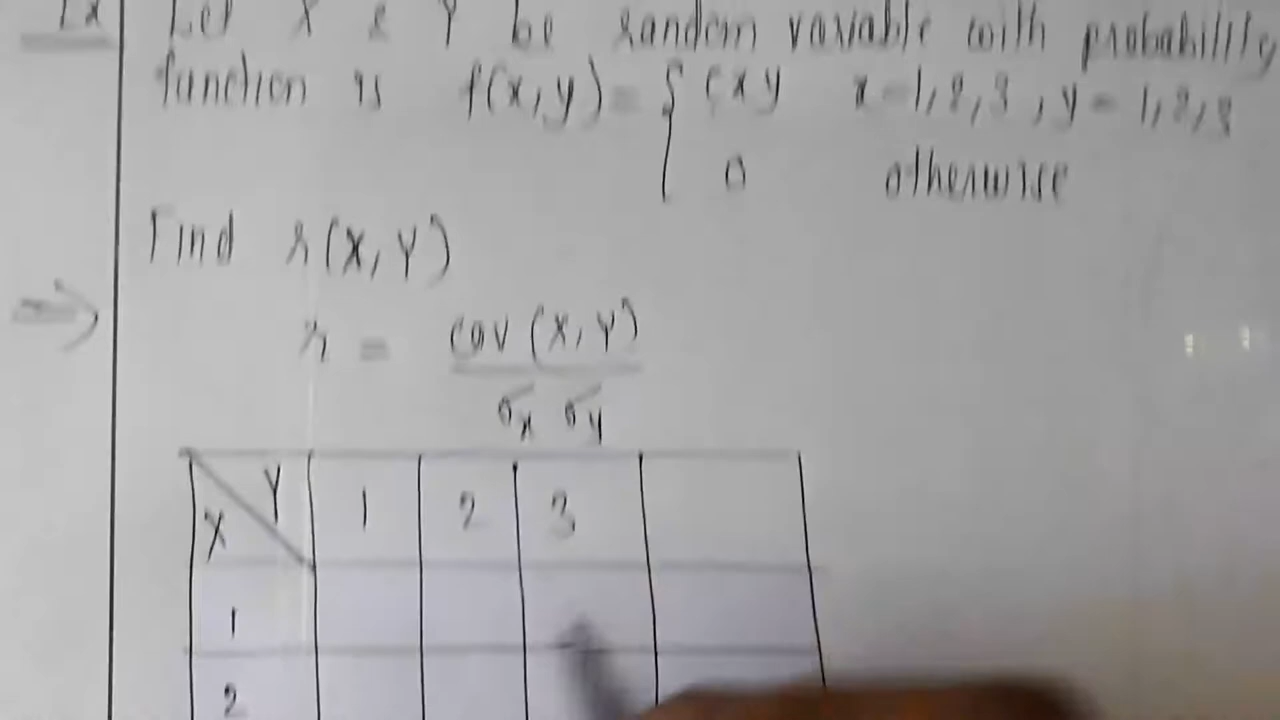 Ex Let X & Y be random variable with probability
function is f(x,y) = { cxy x=1,2,3, y=1,2,3
0 otherwise
Find r(X,Y)
⇒ r = cov (X,Y)
σx σy
Y
X 1 2 3
1
2